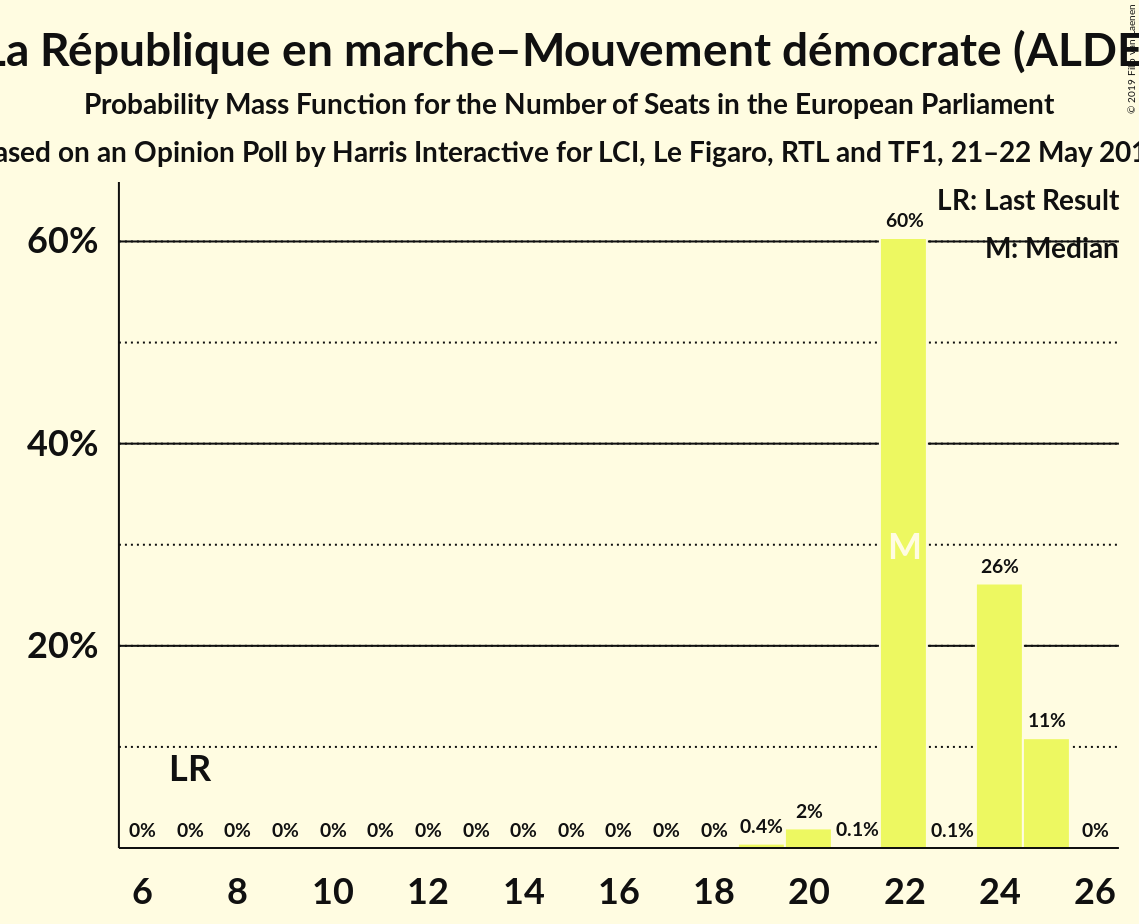 La République en marche–Mouvement démocrate (ALDE
Probability Mass Function for the Number of Seats in the European Parliament
ased on an Opinion Poll by Harris Interactive for LCI, Le Figaro, RTL and TF1, 21–22 May 201
© 2019
LR: Last Result
M: Median
60%
60%
40%
M
26%
20%
11%
LR
0% 0% 0% 0% 0% 0% 0% 0% 0% 0% 0% 0% 0% 0.4% 2% 0.1% 0.1% 0%
6 8 10 12 14 16 18 20 22 24 26